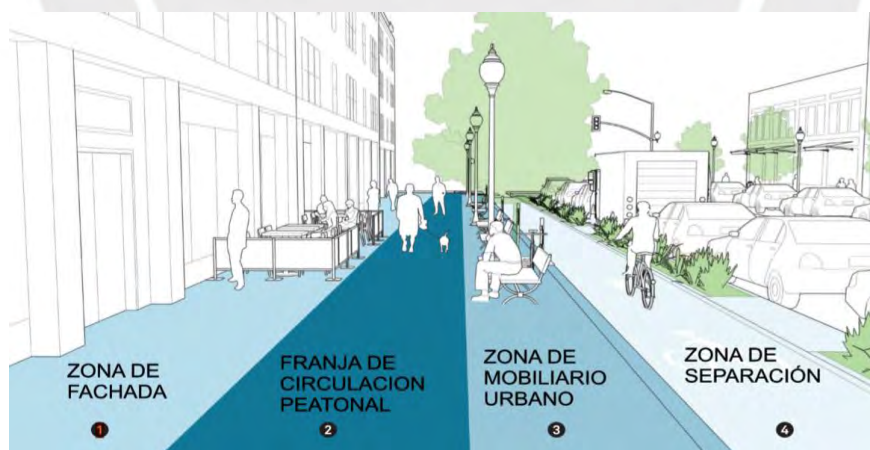 ZONA DE
FACHADA
1
FRANJA DE
CIRCULACION
PEATONAL
2
ZONA DE
MOBILIARIO
URBANO
3
ZONA DE
SEPARACIÓN
4